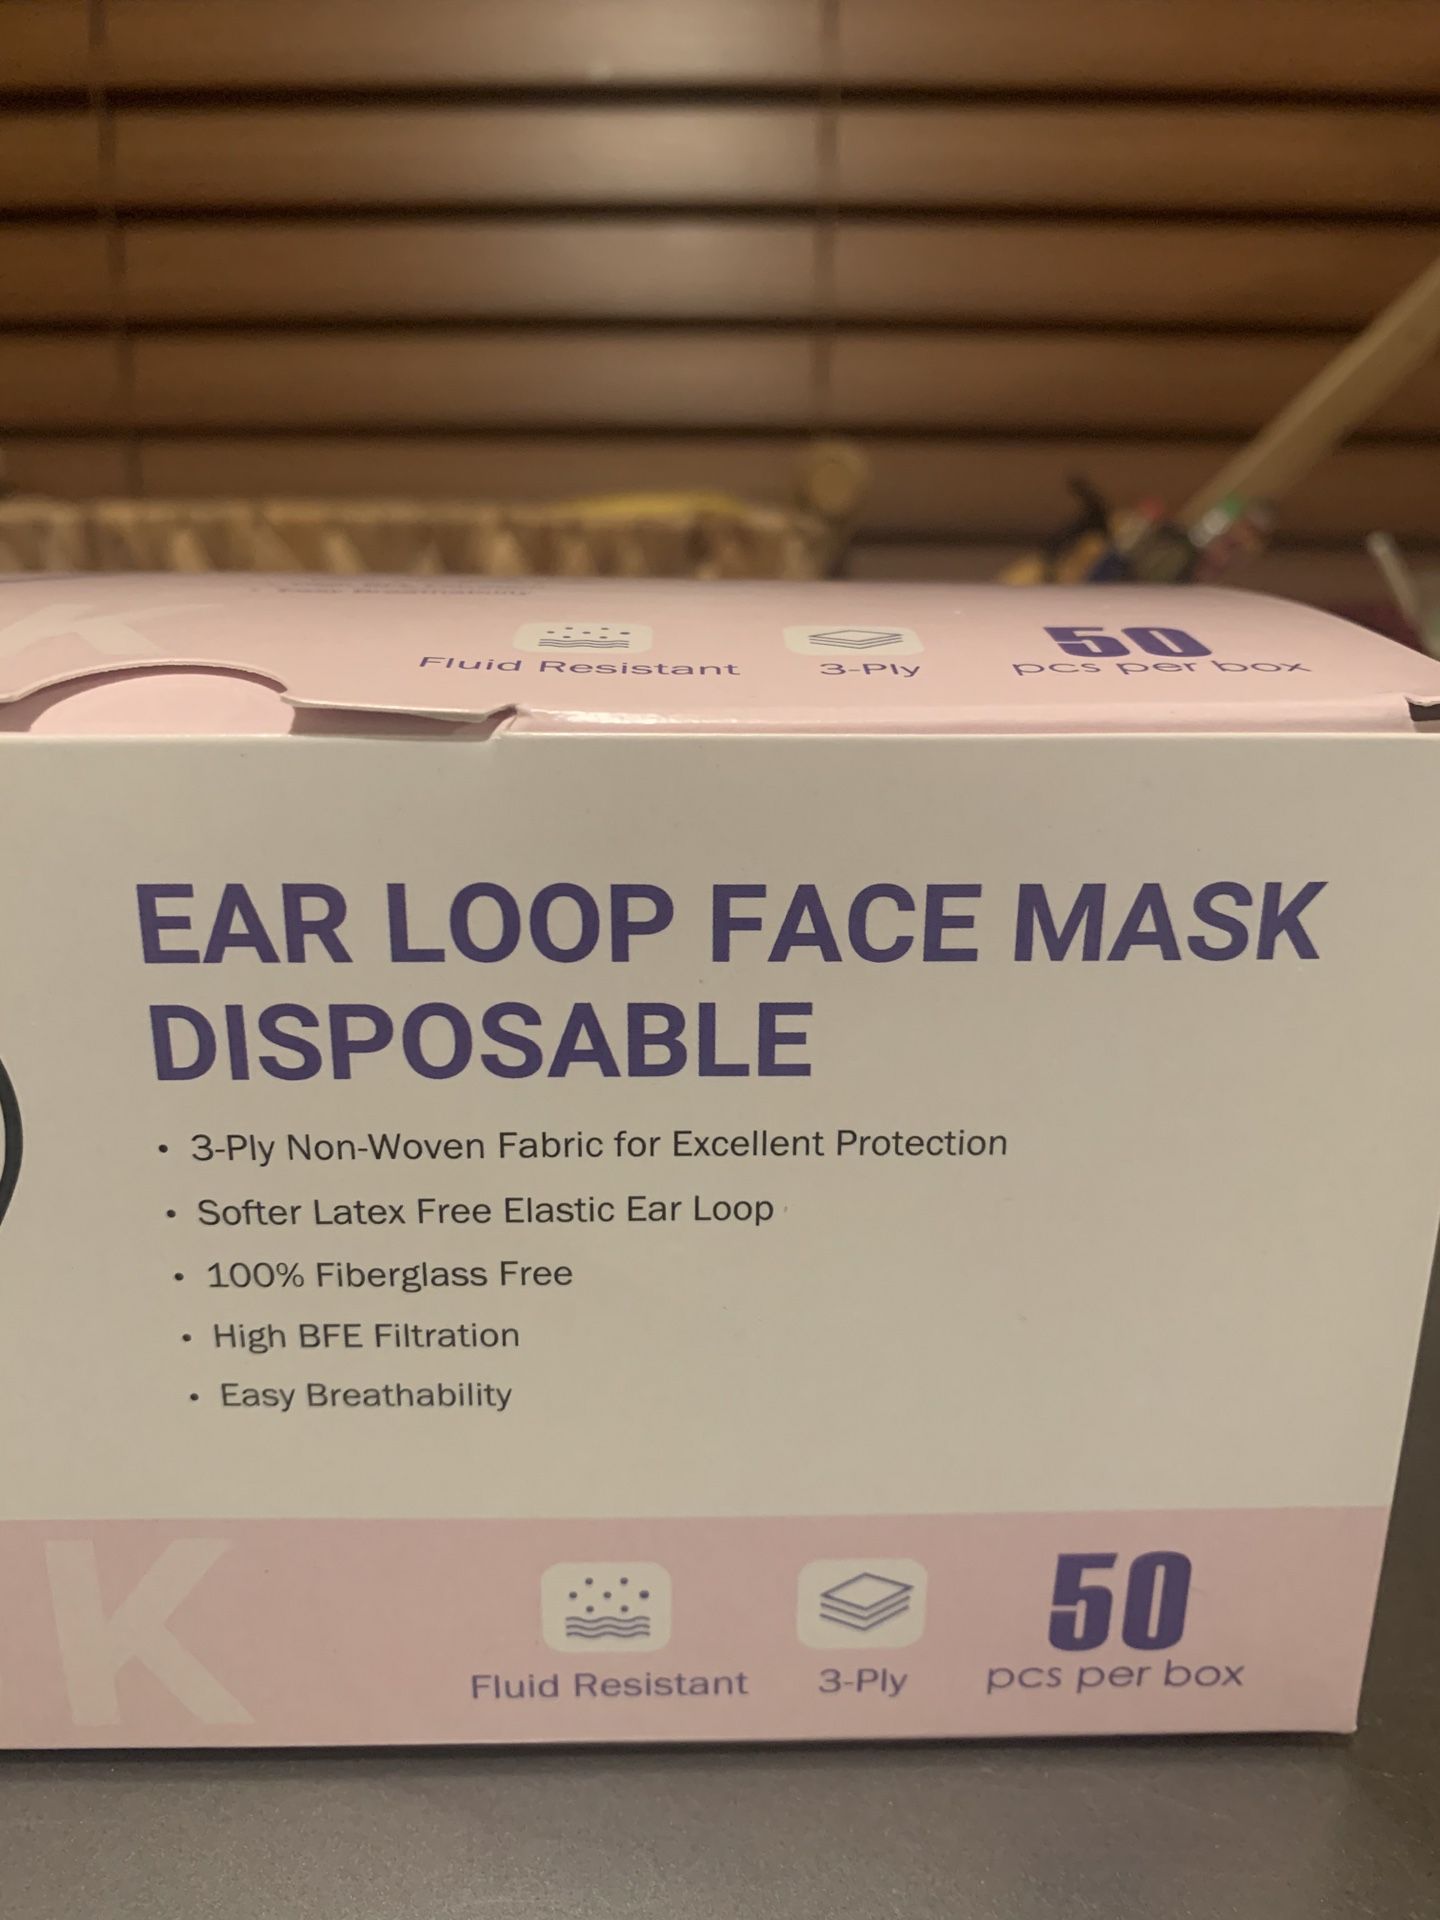 Easy Breathability
Fluid Resistant
3-Ply
50
pcs per box
EAR LOOP FACE MASK
DISPOSABLE
• 3-Ply Non-Woven Fabric for Excellent Protection
• Softer Latex Free Elastic Ear Loop
• 100% Fiberglass Free
• High BFE Filtration
• Easy Breathability
K
Fluid Resistant
3-Ply
50
pcs per box